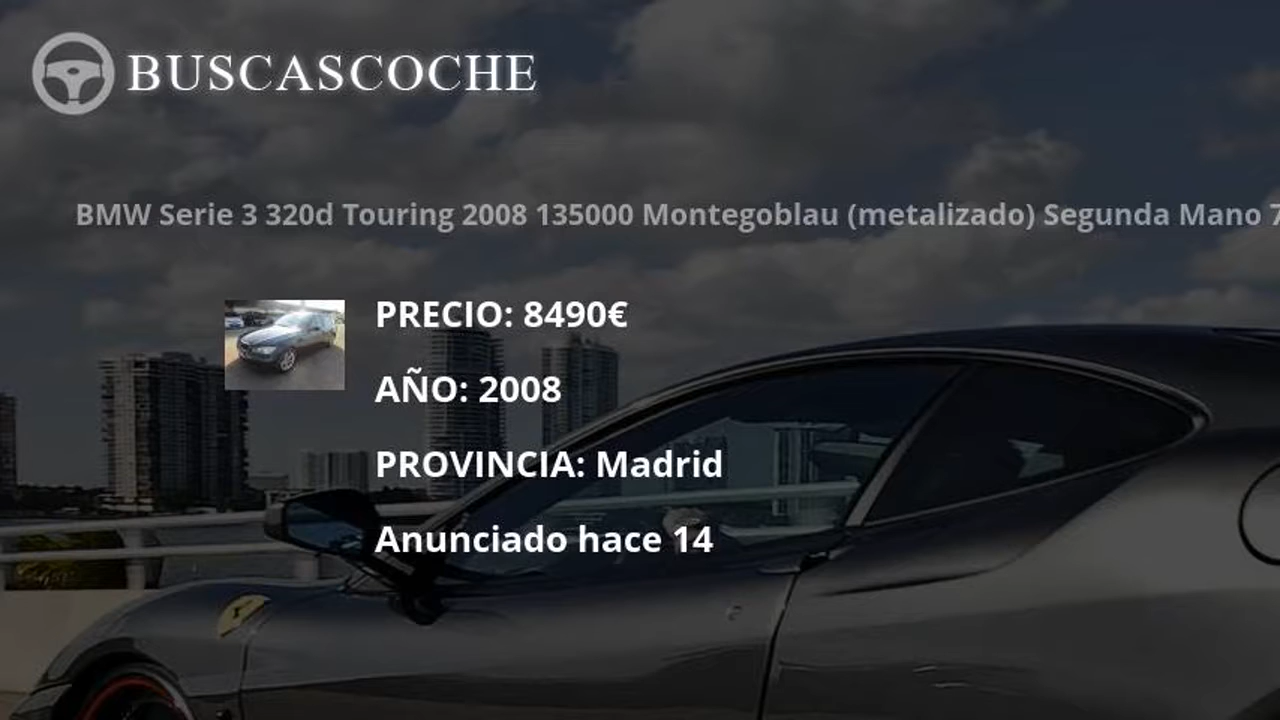 BUSCASCOCHE
BMW Serie 3 320d Touring 2008 135000 Montegoblau (metalizado) Segunda Mano 7
PRECIO: 8490€
AÑO: 2008
PROVINCIA: Madrid
Anunciado hace 14